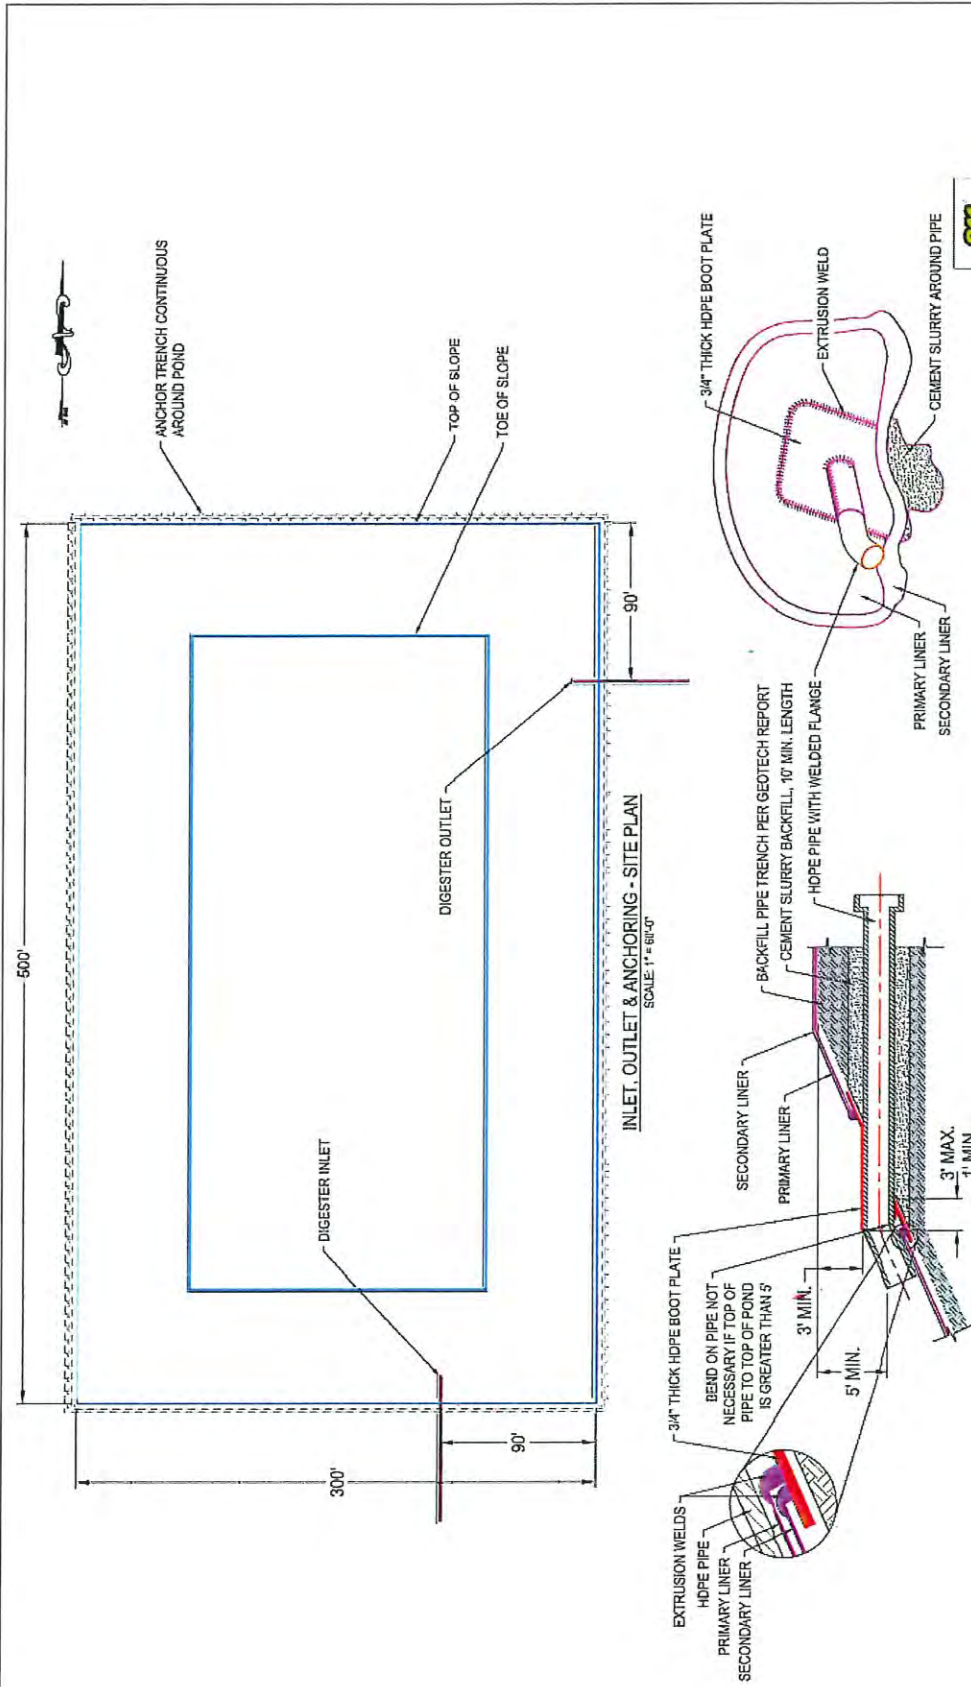 500'
ANCHOR TRENCH CONTINUOUS
AROUND POND
TOP OF SLOPE
TOE OF SLOPE
DIGESTER INLET
DIGESTER OUTLET
300'
90'
90'
INLET, OUTLET & ANCHORING - SITE PLAN
SCALE: 1" = 60'-0"
EXTRUSION WELDS
HDPE PIPE
PRIMARY LINER
SECONDARY LINER
3/4" THICK HDPE BOOT PLATE
BEND ON PIPE NOT
NECESSARY IF TOP OF
PIPE TO TOP OF POND
IS GREATER THAN 5'
3' MIN.
5' MIN.
SECONDARY LINER
PRIMARY LINER
BACKFILL PIPE TRENCH PER GEOTECH REPORT
CEMENT SLURRY BACKFILL, 10' MIN. LENGTH
HDPE PIPE WITH WELDED FLANGE
3' MAX.
1' MIN.
3/4" THICK HDPE BOOT PLATE
EXTRUSION WELD
CEMENT SLURRY AROUND PIPE
PRIMARY LINER
SECONDARY LINER